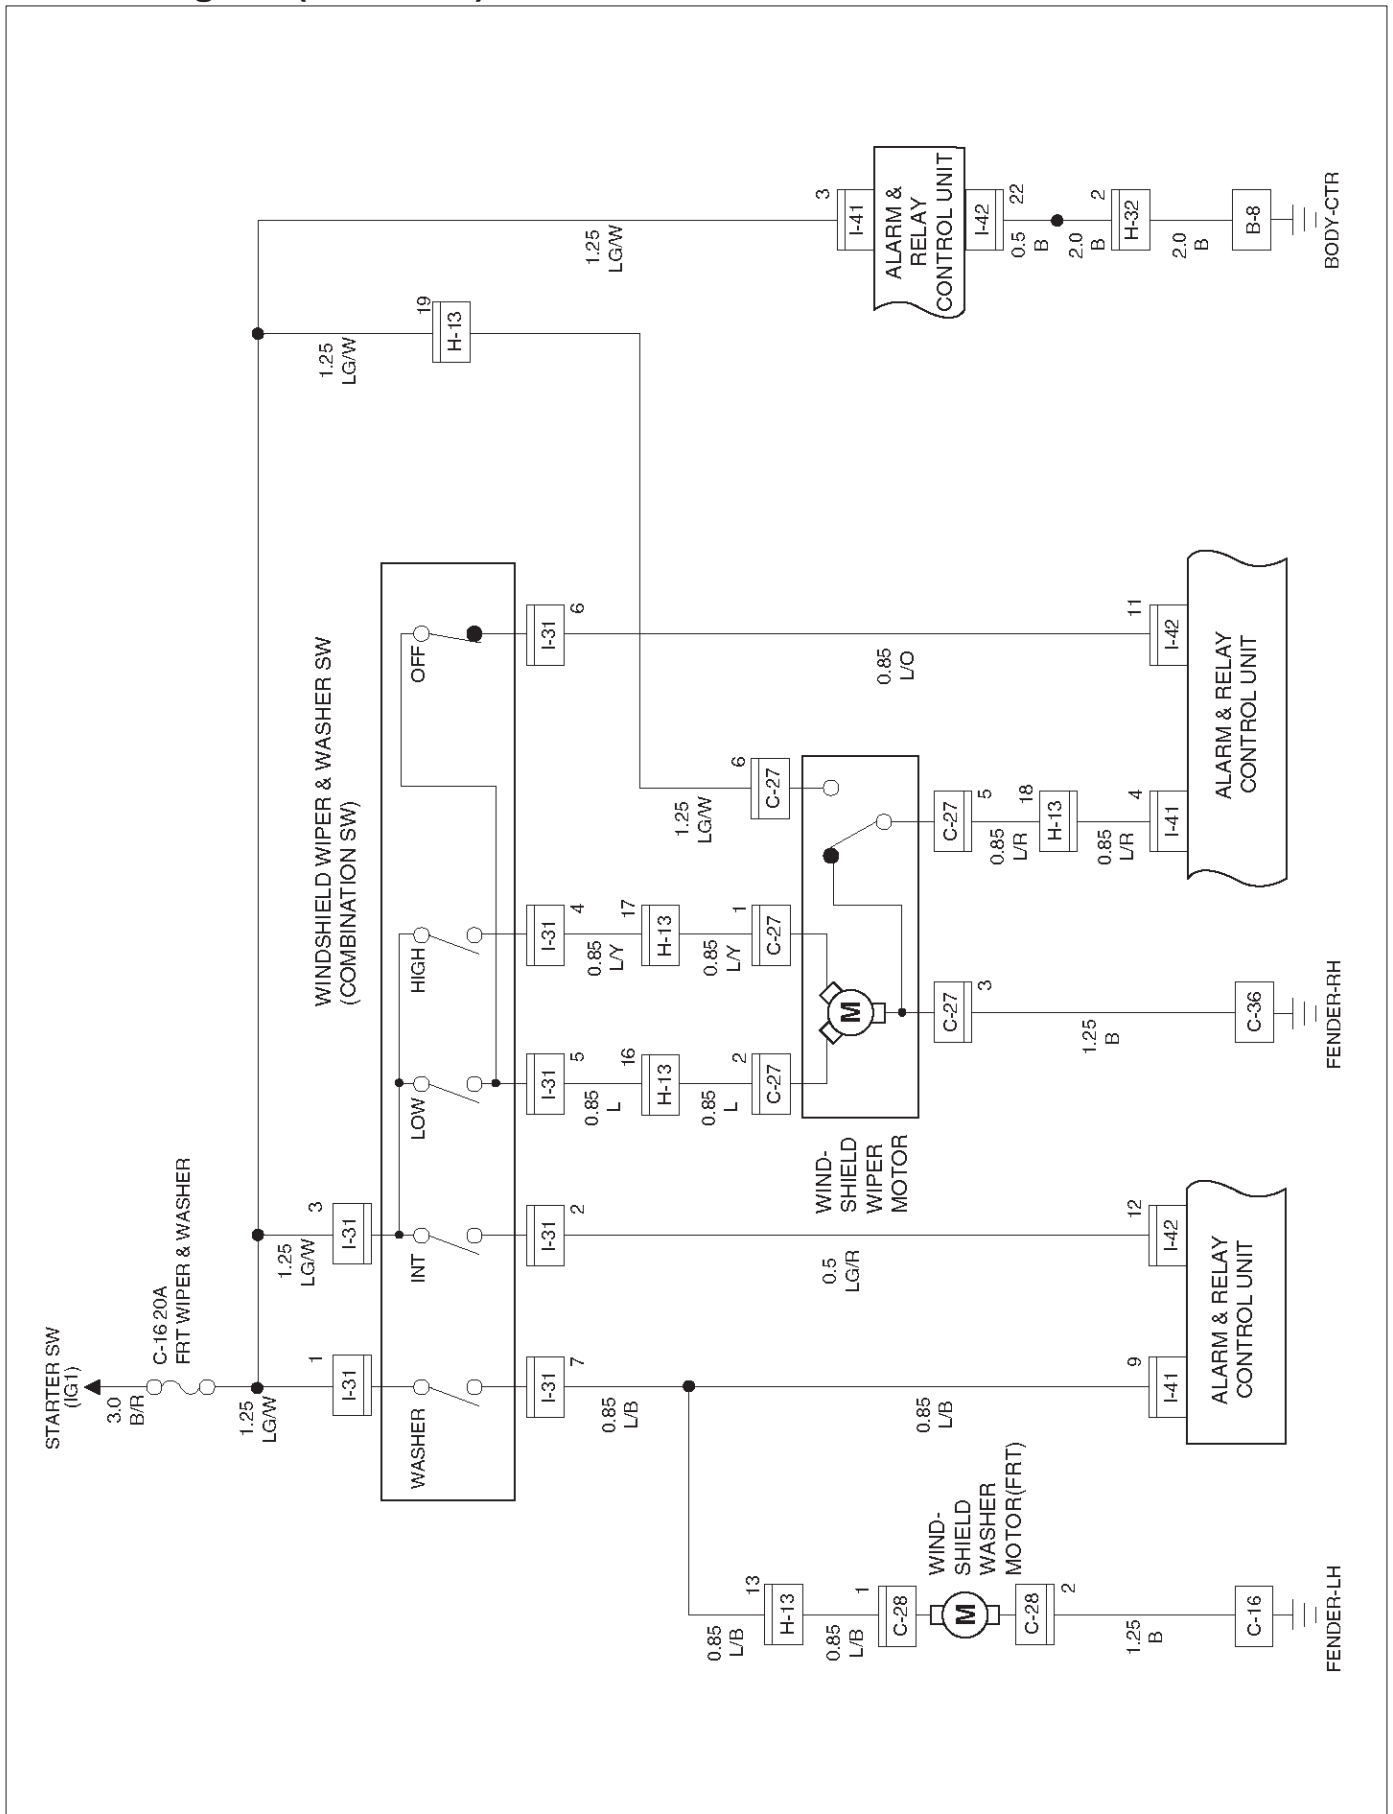 STARTER SW
(IG1)
3.0
B/R
C-16 20A
FRT WIPER & WASHER
1.25
LG/W
1
I-31
1.25
LG/W
3
I-31
1.25
LG/W
19
H-13
1.25
LG/W
3
I-41
ALARM &
RELAY
CONTROL UNIT
I-42
22
0.5
B
2.0
B
2
H-32
2.0
B
B-8
BODY-CTR
WINDSHIELD WIPER & WASHER SW
(COMBINATION SW)
WASHER
INT
LOW
HIGH
OFF
I-31
7
I-31
2
I-31
5
I-31
4
I-31
6
0.85
L/B
0.85
L
16
H-13
0.85
L
2
C-27
0.85
L/Y
17
H-13
0.85
L/Y
1
C-27
1.25
LG/W
6
C-27
0.85
L/O
11
I-42
WIND-
SHIELD
WIPER
MOTOR
M
C-27
3
1.25
B
C-36
FENDER-RH
C-27
5
0.85
L/R
18
H-13
0.85
L/R
4
I-41
ALARM & RELAY
CONTROL UNIT
0.5
LG/R
12
I-42
0.85
L/B
9
I-41
ALARM & RELAY
CONTROL UNIT
0.85
L/B
13
H-13
0.85
L/B
1
C-28
M
WIND-
SHIELD
WASHER
MOTOR(FRT)
C-28
2
1.25
B
C-16
FENDER-LH